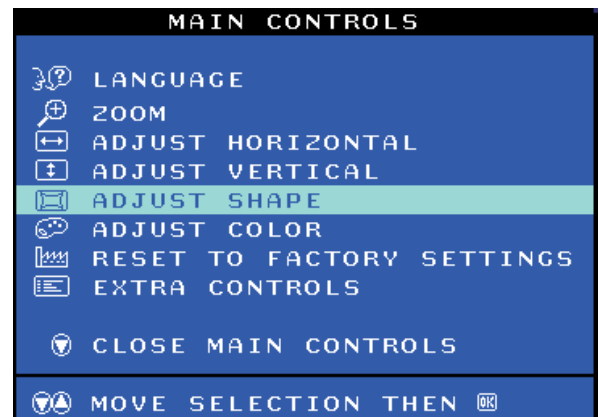 MAIN CONTROLS
LANGUAGE
ZOOM
ADJUST HORIZONTAL
ADJUST VERTICAL
ADJUST SHAPE
ADJUST COLOR
RESET TO FACTORY SETTINGS
EXTRA CONTROLS
CLOSE MAIN CONTROLS
MOVE SELECTION THEN OK